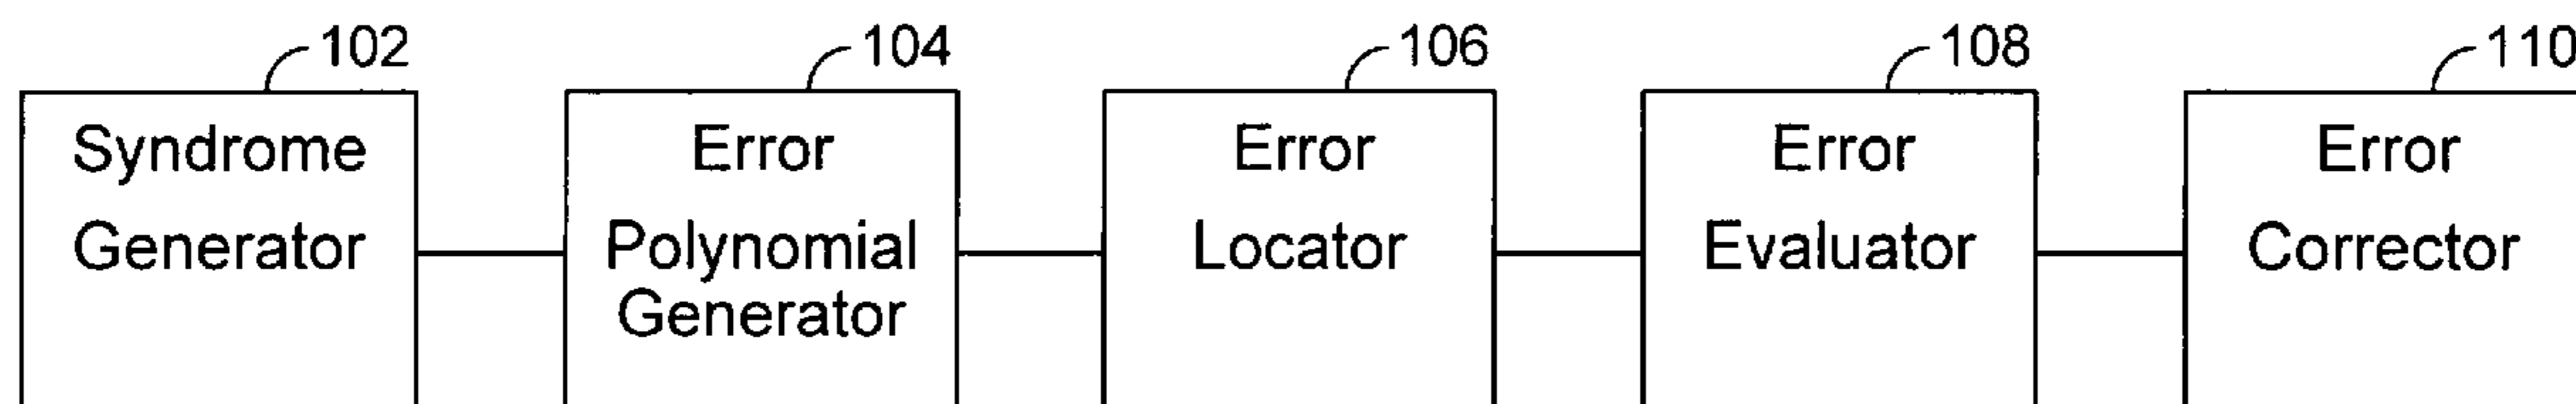 102
104
106
108
110
Syndrome
Generator
Error
Polynomial
Generator
Error
Locator
Error
Evaluator
Error
Corrector